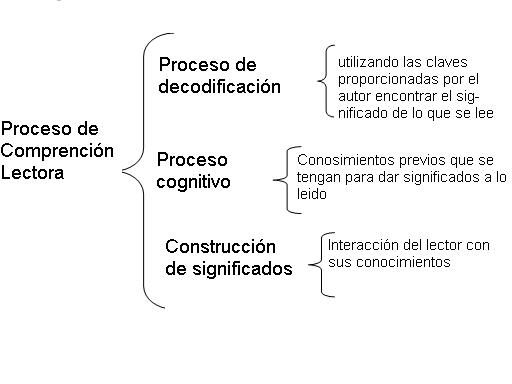 Proceso de
Comprención
Lectora
Proceso de
decodificación
utilizando las claves
proporcionadas por el
autor encontrar el sig-
nificado de lo que se lee
Proceso
cognitivo
Conosimientos previos que se
tengan para dar significados a lo
leido
Construcción
de significados
Interacción del lector con
sus conocimientos